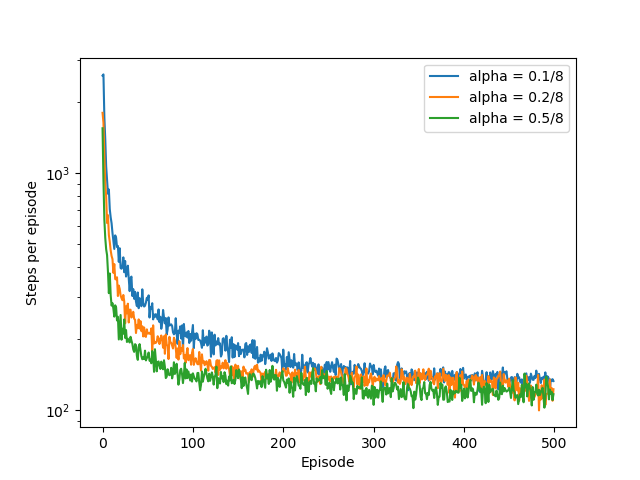 alpha = 0.1/8
alpha = 0.2/8
alpha = 0.5/8
10³
10²
Steps per episode
0 100 200 300 400 500
Episode